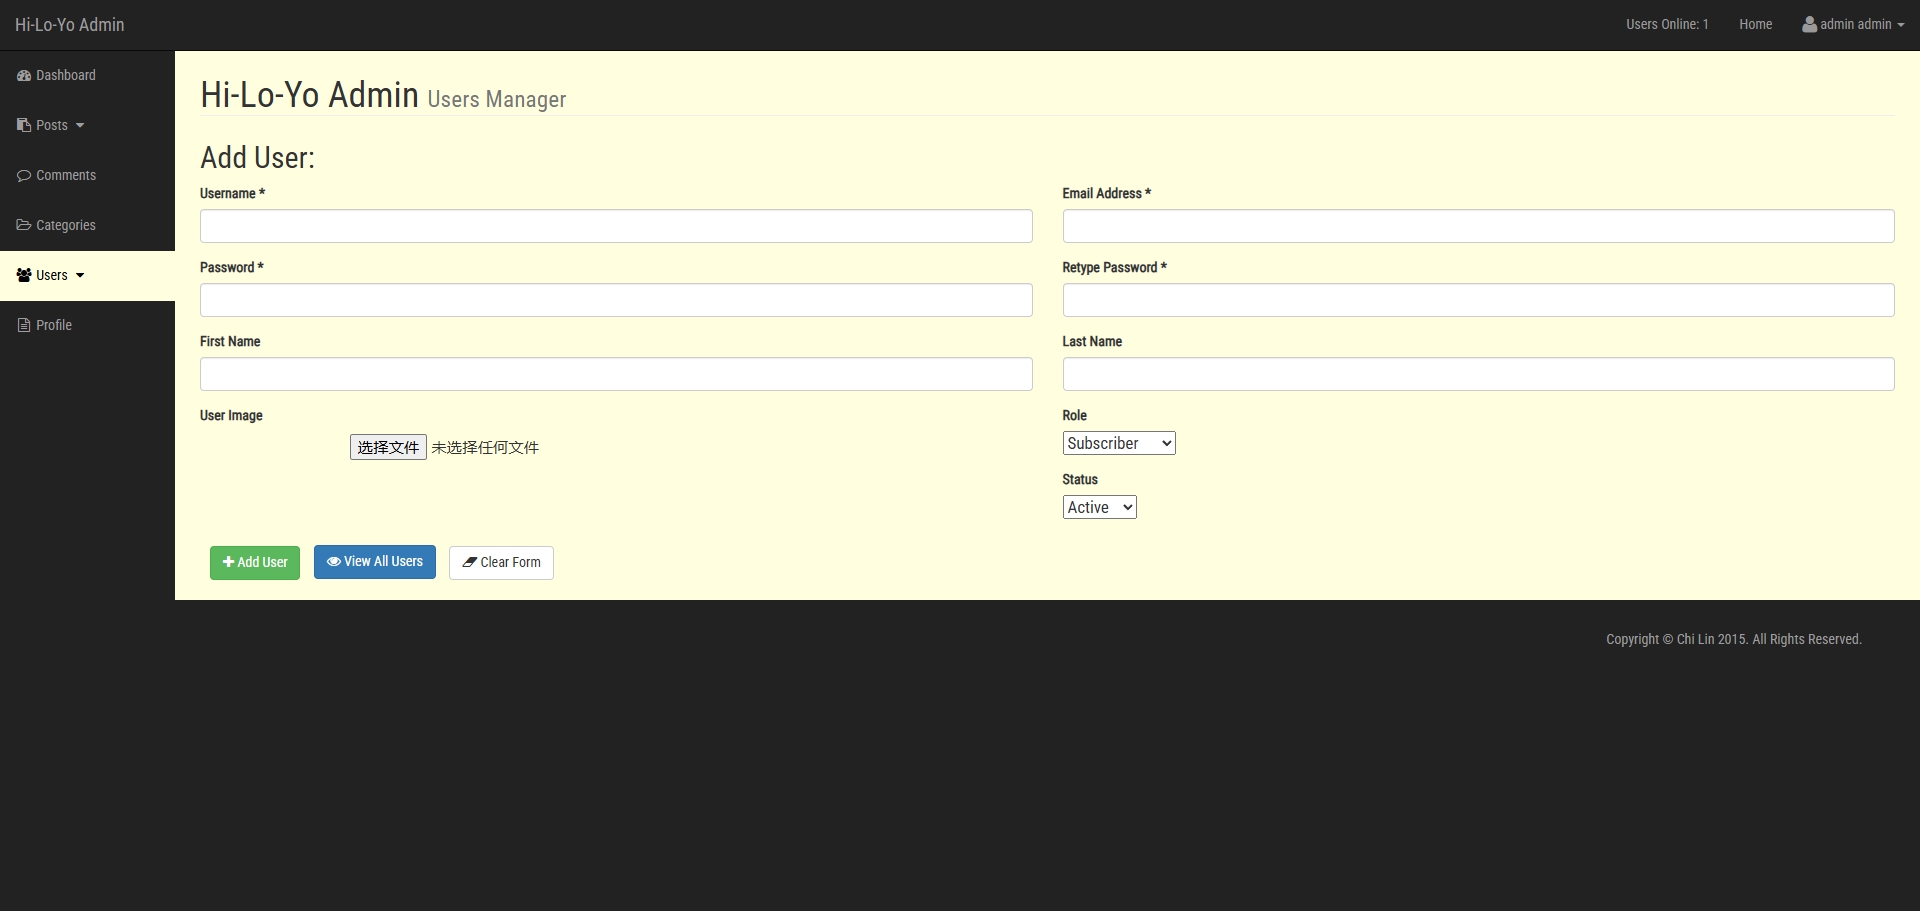 Hi-Lo-Yo Admin
Users Online: 1
Home
admin admin
Dashboard
Posts
Comments
Categories
Users
Profile
Hi-Lo-Yo Admin Users Manager
Add User:
Username *
Email Address *
Password *
Retype Password *
First Name
Last Name
User Image
选择文件 未选择任何文件
Role
Subscriber
Status
Active
Add User
View All Users
Clear Form
Copyright © Chi Lin 2015. All Rights Reserved.